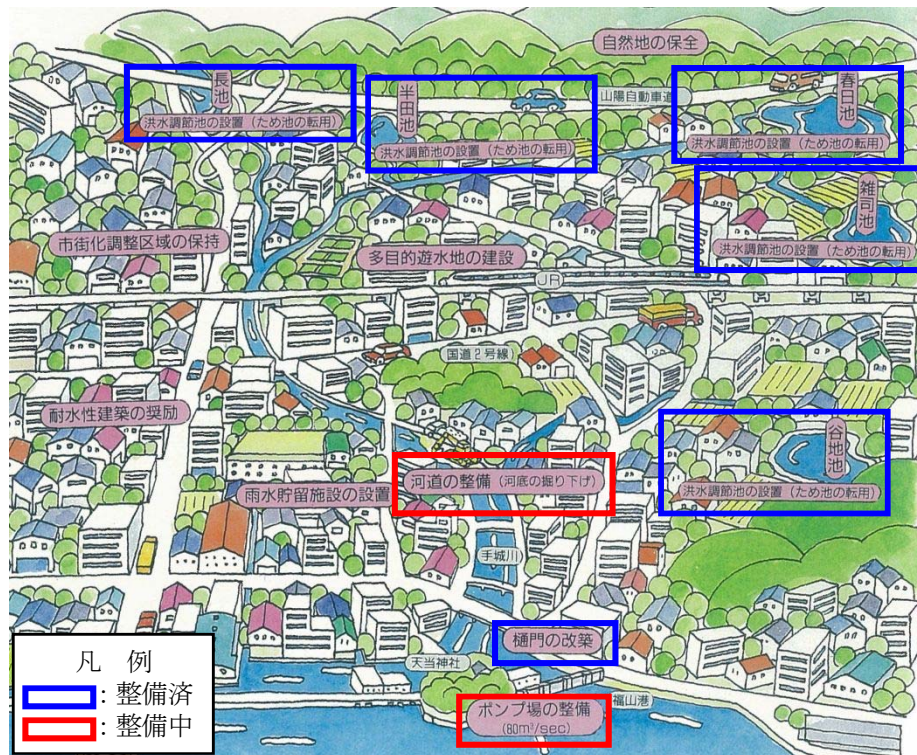 自然地の保全
長池
洪水調節池の設置（ため池の転用）
半田池
洪水調節池の設置（ため池の転用）
山陽自動車道
春日池
洪水調節池の設置（ため池の転用）
雑司池
洪水調節池の設置（ため池の転用）
市街化調整区域の保持
多目的遊水地の建設
JR
国道2号線
耐水性建築の奨励
谷地池
洪水調節池の設置（ため池の転用）
河道の整備（河底の掘り下げ）
雨水貯留施設の設置
手城川
樋門の改築
天当神社
福山港
ポンプ場の整備
(80m³/sec)
凡 例
：整備済
：整備中